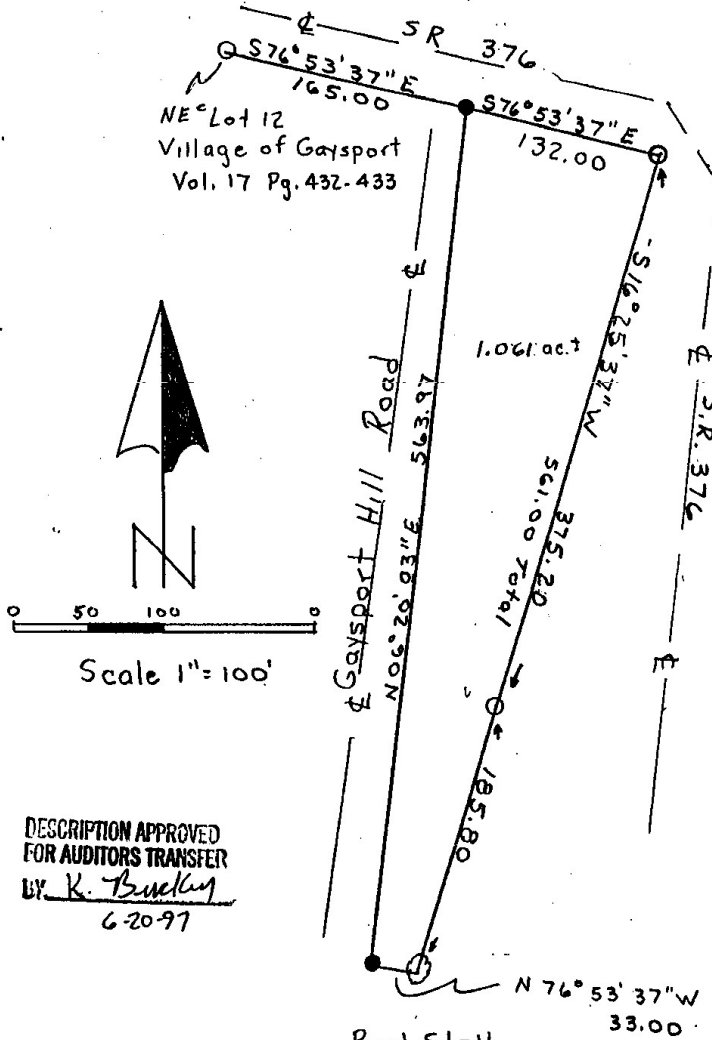 ℄ SR 376
S76°53'37"E
165.00
S76°53'37"E
132.00
NE ͨ Lot 12
Village of Gaysport
Vol. 17 Pg. 432-433
S16°25'37"W
1.061 ac.±
℄ S.R. 376
℄
℄
℄ Gaysport Hill Road
N06°20'03"E 563.97
375.20
561.00 Total
185.80
N
0 50 100 0
Scale 1"=100'
DESCRIPTION APPROVED
FOR AUDITORS TRANSFER
BY K. Buckley
6-20-97
N 76°53'37"W
33.00